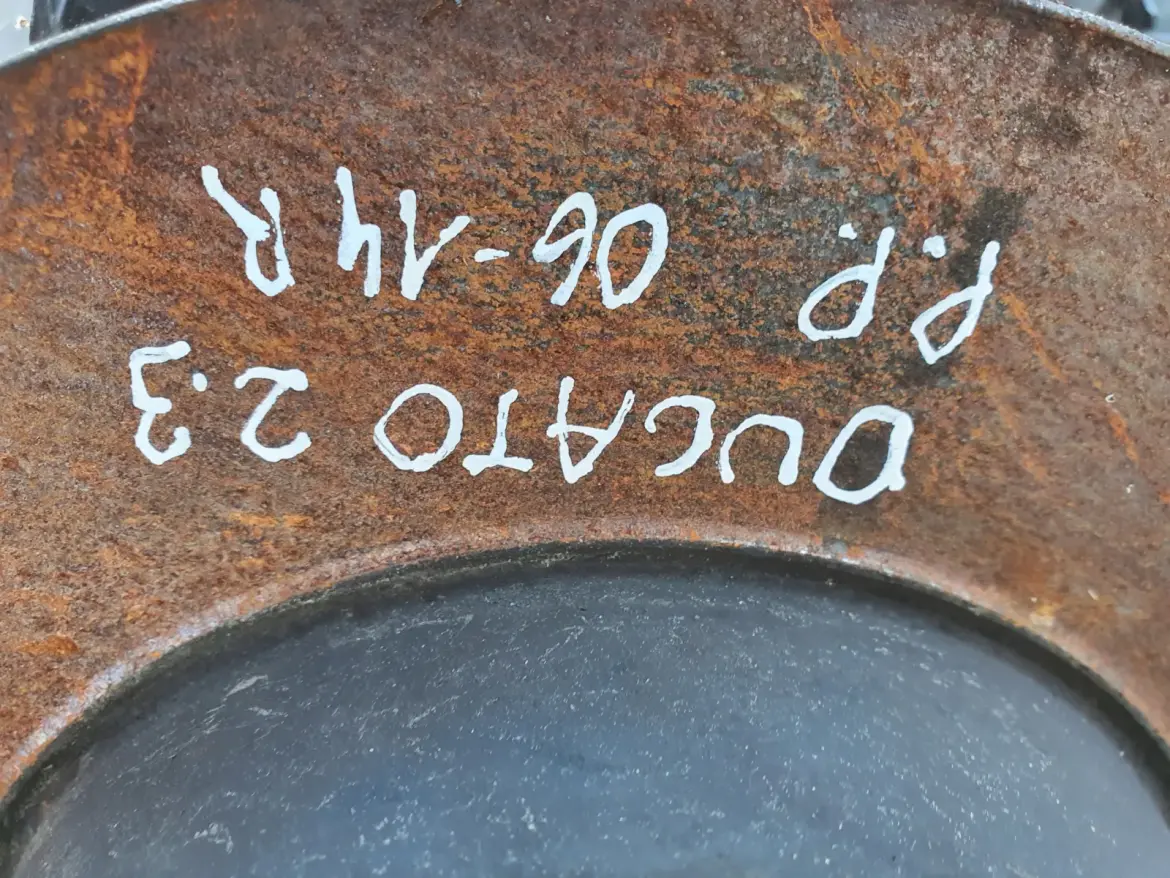 DUCATO 2.3
P.P. 06-14R